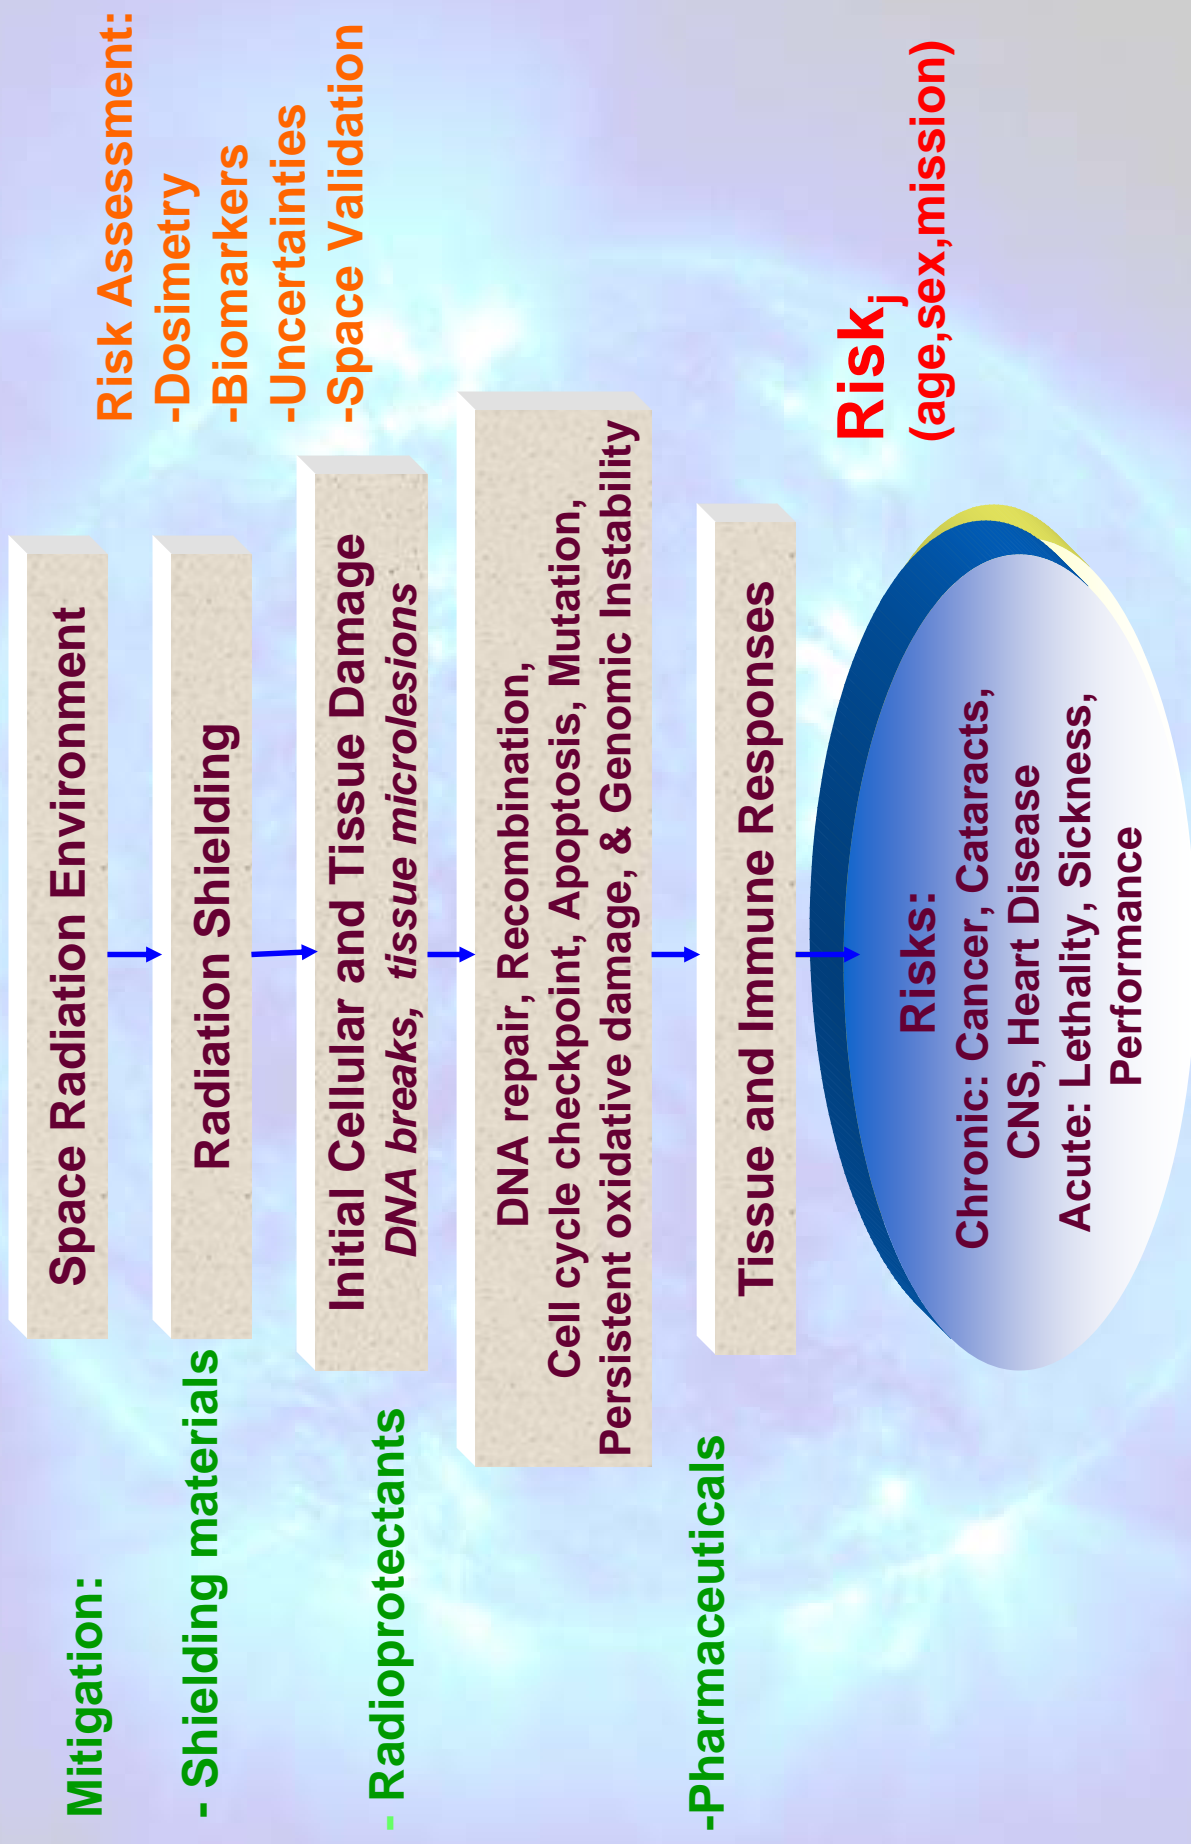 Space Radiation Environment
Mitigation:
Risk Assessment:
-Dosimetry
-Biomarkers
-Uncertainties
-Space Validation
Radiation Shielding
- Shielding materials
Initial Cellular and Tissue Damage
DNA breaks, tissue microlesions
- Radioprotectants
DNA repair, Recombination,
Cell cycle checkpoint, Apoptosis, Mutation,
Persistent oxidative damage, & Genomic Instability
Tissue and Immune Responses
-Pharmaceuticals
Risks:
Chronic: Cancer, Cataracts,
CNS, Heart Disease
Acute: Lethality, Sickness,
Performance
Riskj
(age,sex,mission)